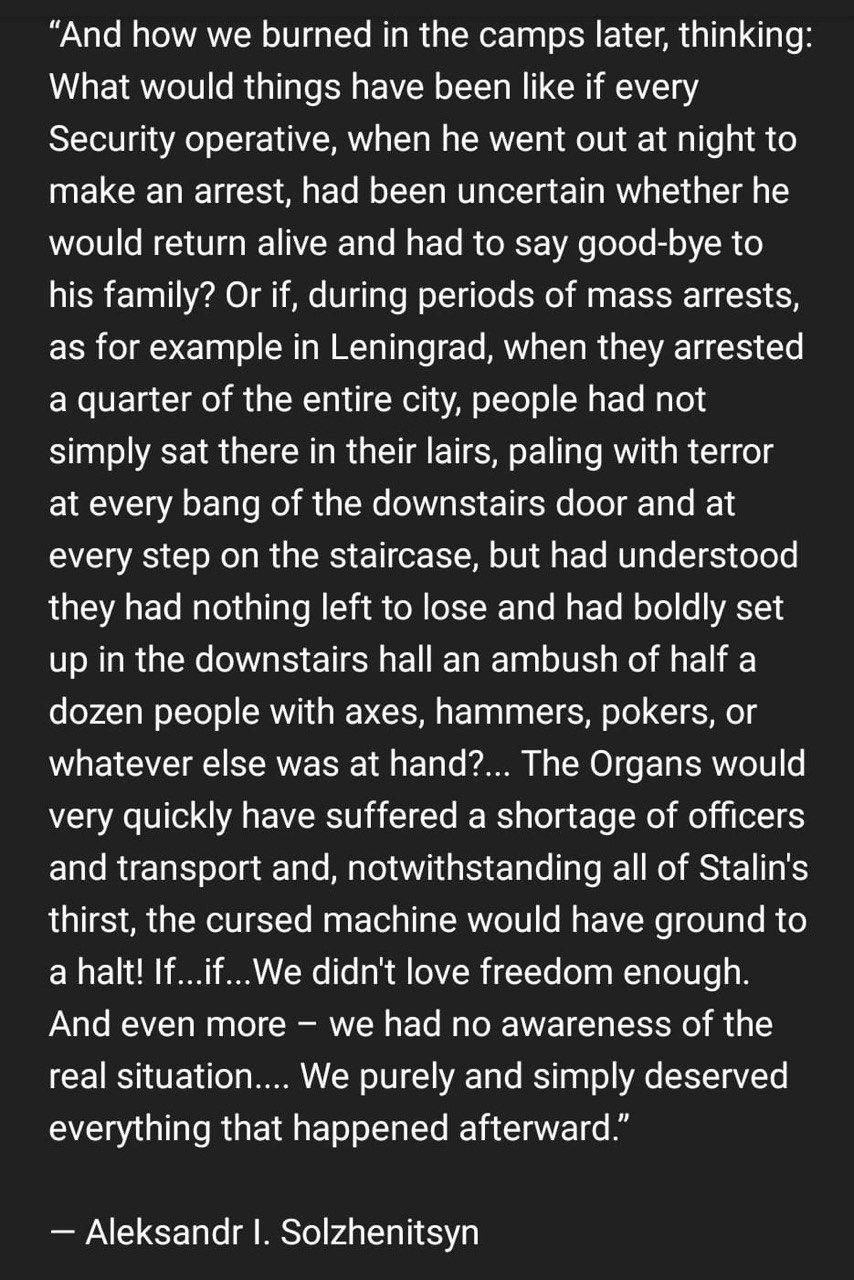 “And how we burned in the camps later, thinking:
What would things have been like if every
Security operative, when he went out at night to
make an arrest, had been uncertain whether he
would return alive and had to say good-bye to
his family? Or if, during periods of mass arrests,
as for example in Leningrad, when they arrested
a quarter of the entire city, people had not
simply sat there in their lairs, paling with terror
at every bang of the downstairs door and at
every step on the staircase, but had understood
they had nothing left to lose and had boldly set
up in the downstairs hall an ambush of half a
dozen people with axes, hammers, pokers, or
whatever else was at hand?... The Organs would
very quickly have suffered a shortage of officers
and transport and, notwithstanding all of Stalin's
thirst, the cursed machine would have ground to
a halt! If...if...We didn't love freedom enough.
And even more – we had no awareness of the
real situation.... We purely and simply deserved
everything that happened afterward.”
— Aleksandr I. Solzhenitsyn